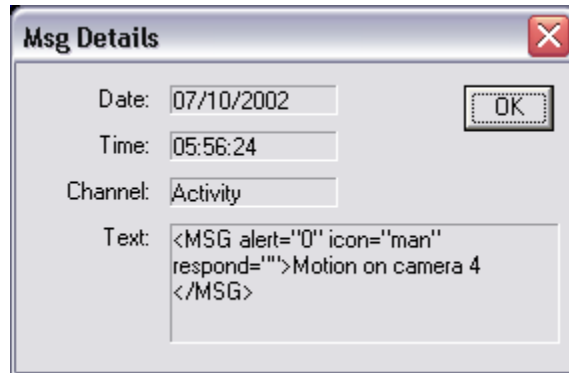 Msg Details
Date: 07/10/2002
OK
Time: 05:56:24
Channel: Activity
Text: <MSG alert="0" icon="man"
respond="">Motion on camera 4
</MSG>